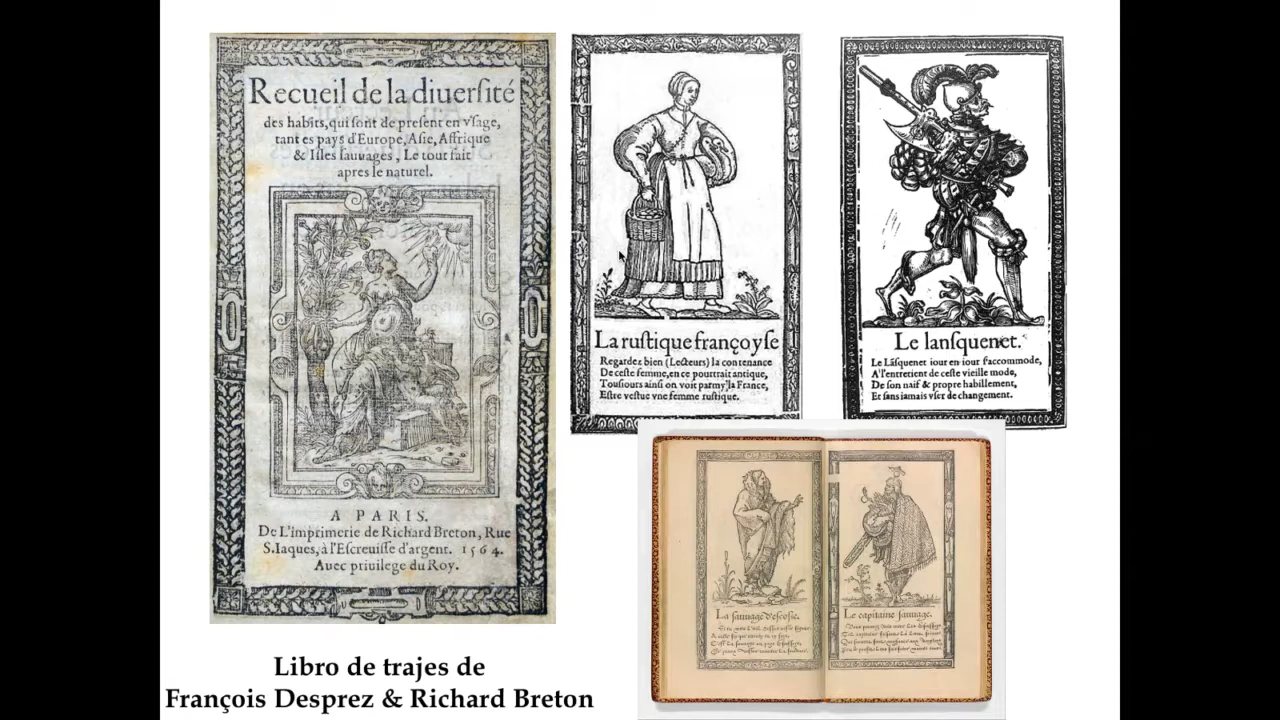 Recueil de la diuersité
des habits, qui sont de present en vsage,
tant es pays d'Europe, Asie, Affrique
& Isles sauuages, Le tout fait
apres le naturel.
A PARIS.
De L'imprimerie de Richard Breton, Rue
S. Iaques, à l'Escreuisse d'argent. 1564.
Auec priuilege du Roy.
La rustique françoyse
Regardez bien (Lecteurs) la contenance
De ceste femme, en ce pourtrait antique,
Tousiours ainsi on voit parmy la France,
Estre vestue vne femme rustique.
Le lansquenet.
Le Lãsquenet iour en iour s'accommode,
A l'entretient de ceste vieille mode,
De son naif & propre habillement,
Et sans iamais vser de changement.
La sauuage d'escosse.
Le capitaine sauuage.
Libro de trajes de
François Desprez & Richard Breton